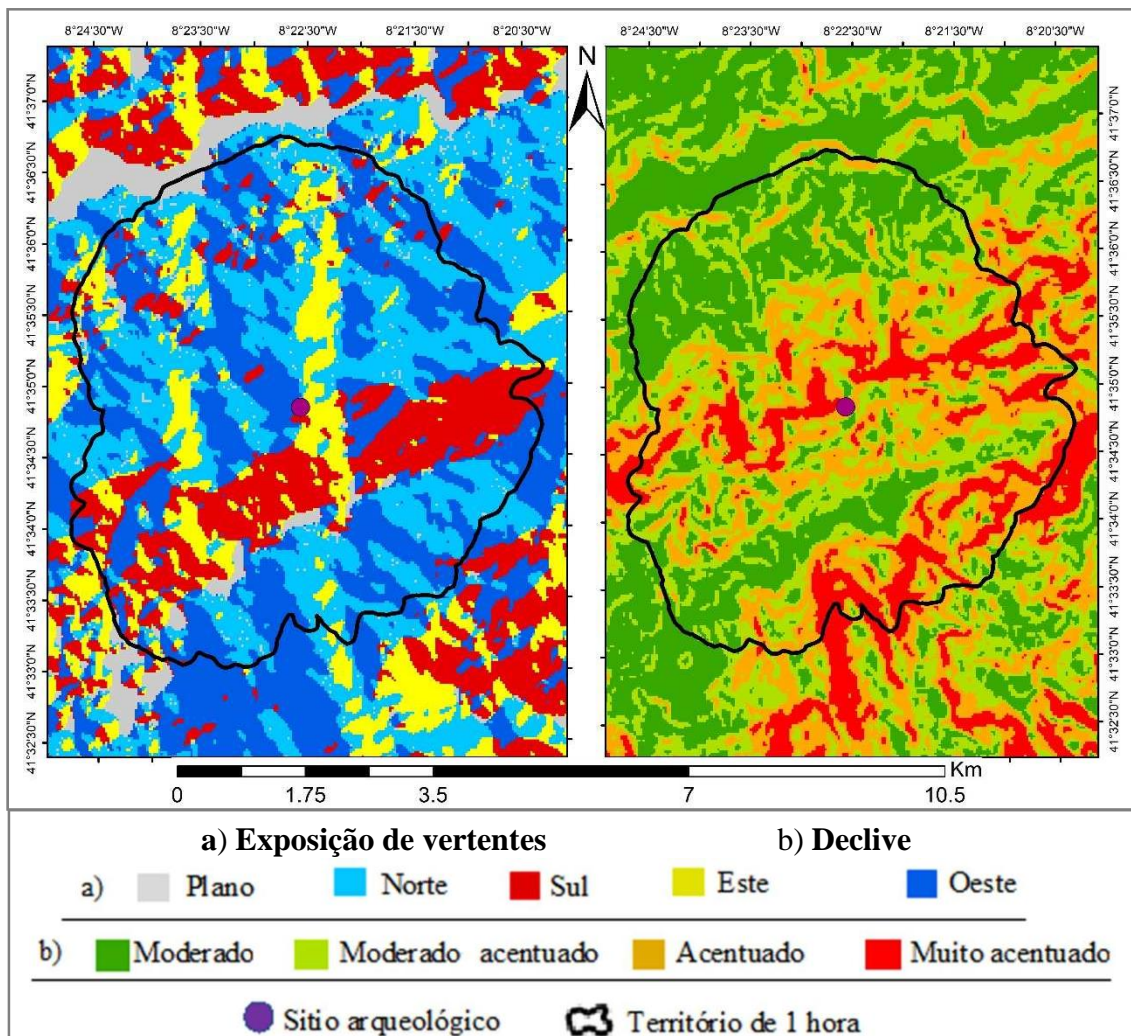 8°24'30"W 8°23'30"W 8°22'30"W 8°21'30"W 8°20'30"W
8°24'30"W 8°23'30"W 8°22'30"W 8°21'30"W 8°20'30"W
N
41°37'0"N
41°36'30"N
41°36'0"N
41°35'30"N
41°35'0"N
41°34'30"N
41°34'0"N
41°33'30"N
41°33'0"N
41°32'30"N
41°37'0"N
41°36'30"N
41°36'0"N
41°35'30"N
41°35'0"N
41°34'30"N
41°34'0"N
41°33'30"N
41°33'0"N
41°32'30"N
Km
0 1.75 3.5 7 10.5
a) Exposição de vertentes b) Declive
a) Plano Norte Sul Este Oeste
b) Moderado Moderado acentuado Acentuado Muito acentuado
Sitio arqueológico Território de 1 hora